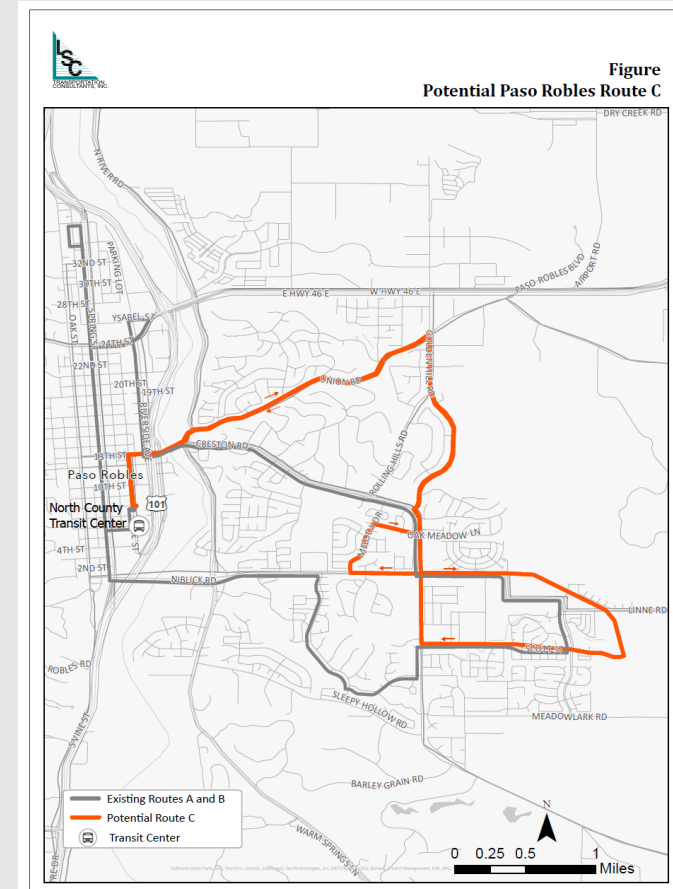 LSC
TRANSPORTATION
CONSULTANTS, INC.
Figure
Potential Paso Robles Route C
DRY CREEK RD
N RIVER RD
PARKING LOT
32ND ST
30TH ST
28TH ST
YSABEL ST
OAK ST
SPRING ST
24TH ST
22ND ST
20TH ST
19TH ST
RIVERSIDE AVE
E HWY 46 E
W HWY 46 E
PASO ROBLES BLVD
AIRPORT RD
GOLDEN HILL RD
UNION RD
CRESTON RD
ROLLING HILLS RD
13TH ST
Paso Robles
10TH ST
North County
Transit Center
101
4TH ST
2ND ST
NIBLICK RD
MELODY DR
OAK MEADOW LN
LINNE RD
SCOTT ST
ROBLES RD
S VINE ST
SLEEPY HOLLOW RD
MEADOWLARK RD
BARLEY GRAIN RD
WARM SPRINGS LN
Existing Routes A and B
Potential Route C
Transit Center
N
0 0.25 0.5 1
Miles